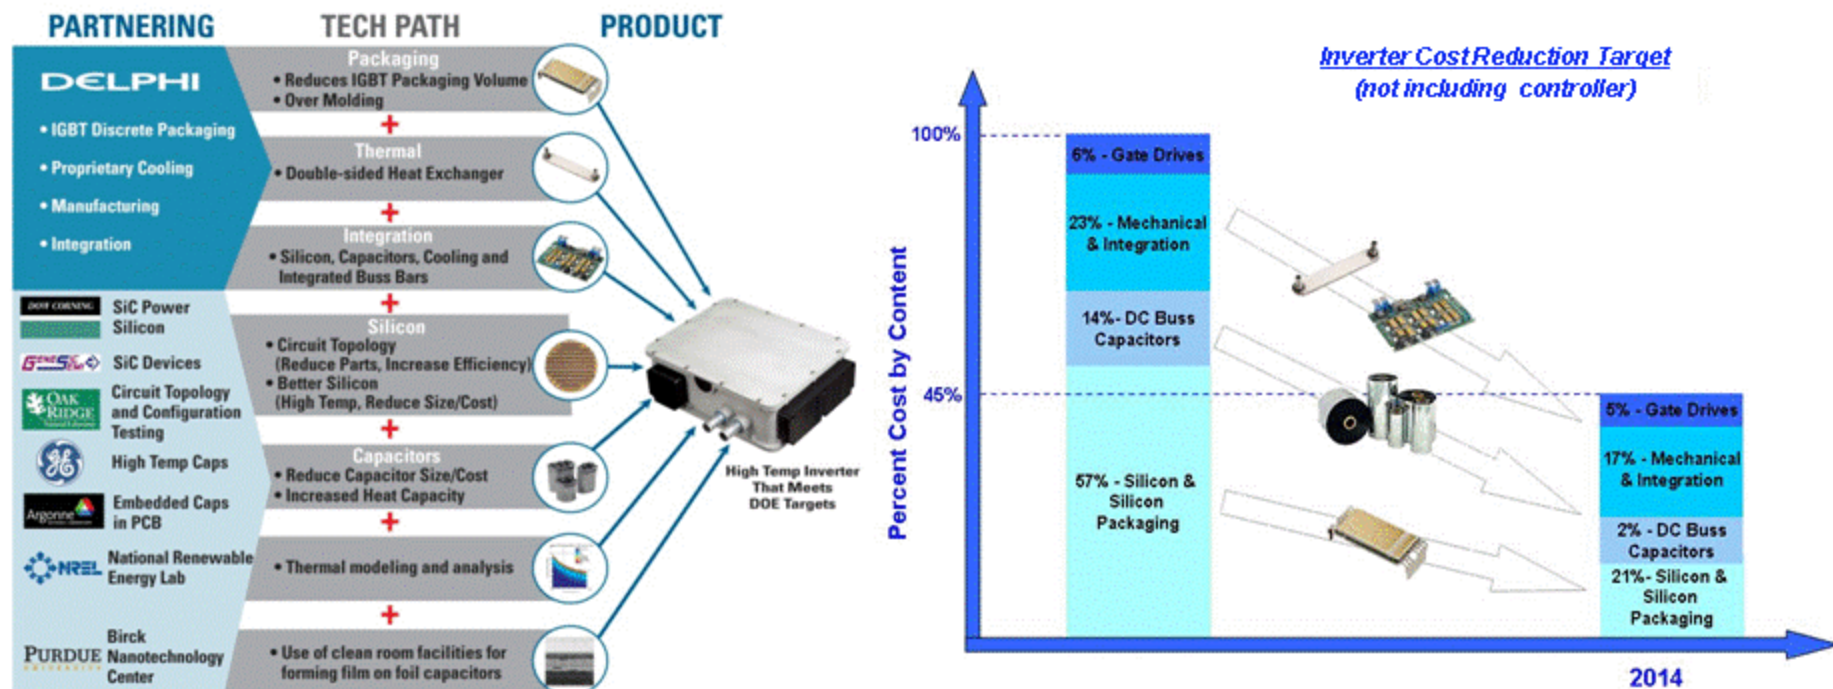 PARTNERING
TECH PATH
PRODUCT
DELPHI
• IGBT Discrete Packaging
• Proprietary Cooling
• Manufacturing
• Integration
Packaging
• Reduces IGBT Packaging Volume
• Over Molding
+
Thermal
• Double-sided Heat Exchanger
+
Integration
• Silicon, Capacitors, Cooling and
Integrated Buss Bars
+
DOW CORNING
SiC Power
Silicon
GeneSiC
SiC Devices
OAK
RIDGE
Circuit Topology
and Configuration
Testing
GE
High Temp Caps
Argonne
Embedded Caps
in PCB
NREL
National Renewable
Energy Lab
PURDUE
UNIVERSITY
Birck
Nanotechnology
Center
Silicon
• Circuit Topology
(Reduce Parts, Increase Efficiency)
• Better Silicon
(High Temp, Reduce Size/Cost)
+
Capacitors
• Reduce Capacitor Size/Cost
• Increased Heat Capacity
+
• Thermal modeling and analysis
+
• Use of clean room facilities for
forming film on foil capacitors
High Temp Inverter
That Meets
DOE Targets
Inverter Cost Reduction Target
(not including controller)
Percent Cost by Content
100%
45%
6% - Gate Drives
23% - Mechanical
& Integration
14%- DC Buss
Capacitors
57% - Silicon &
Silicon
Packaging
5% - Gate Drives
17% - Mechanical
& Integration
2% - DC Buss
Capacitors
21%- Silicon &
Silicon
Packaging
2014